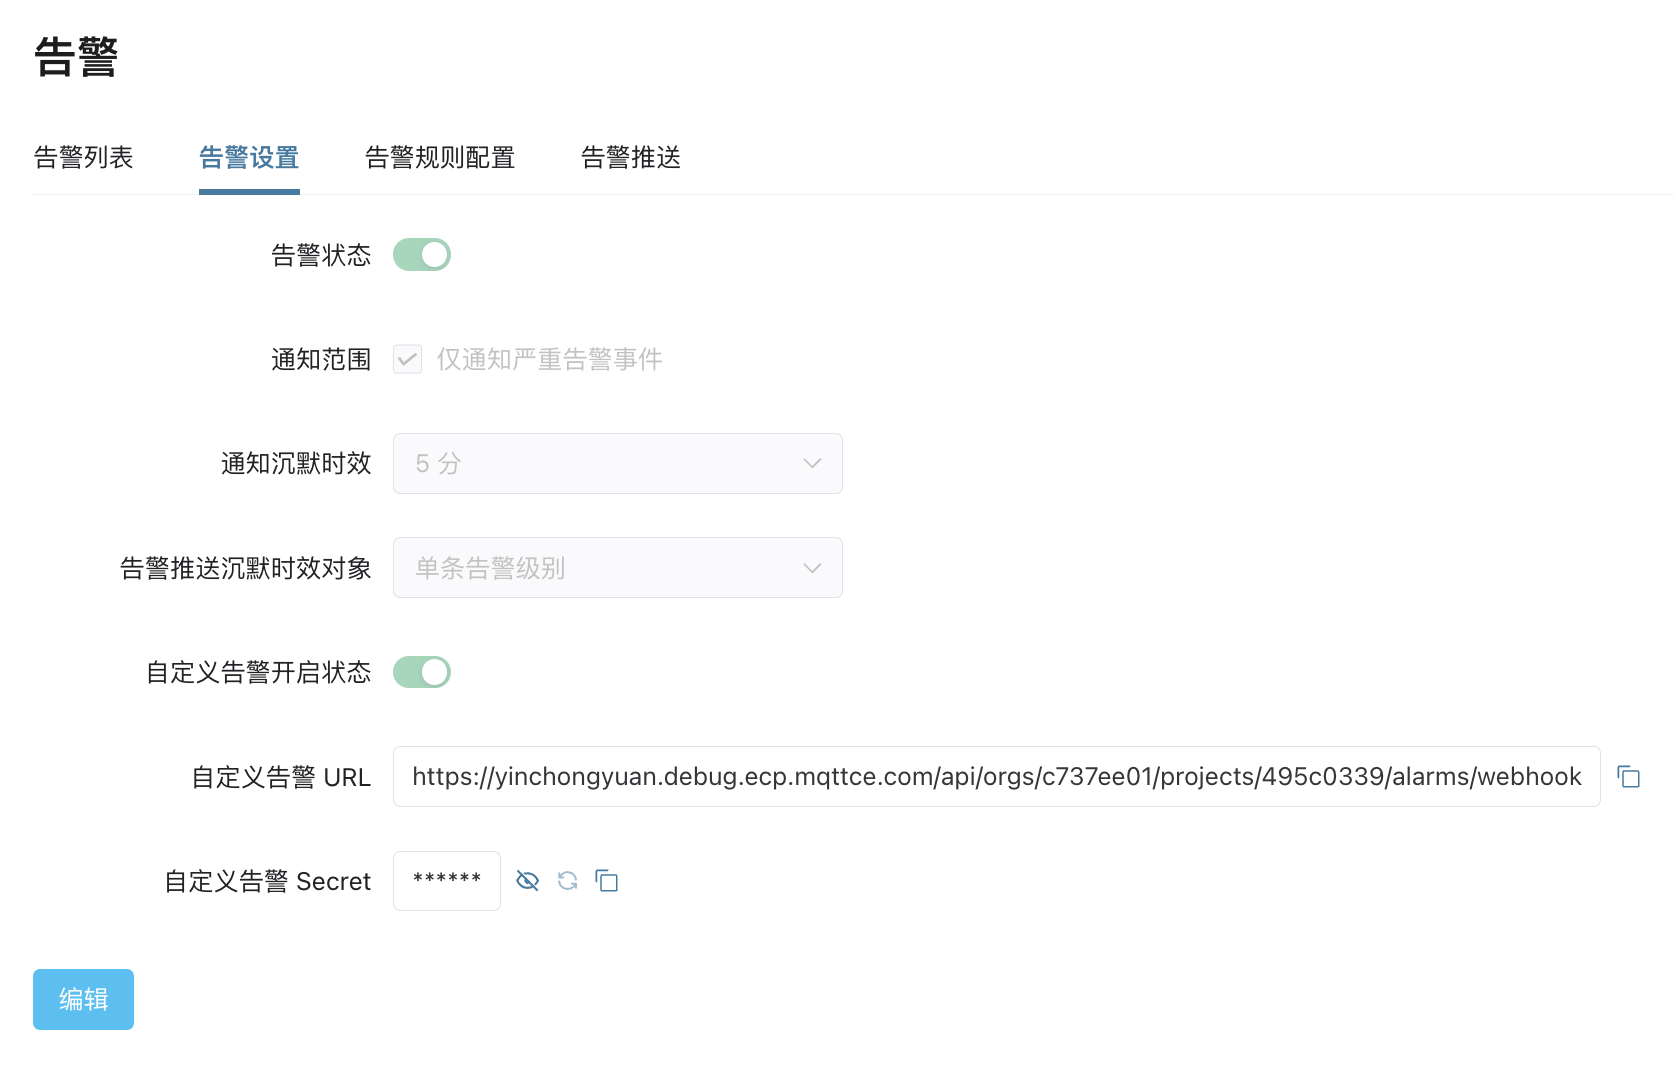 告警
告警列表 告警设置 告警规则配置 告警推送
告警状态
通知范围 仅通知严重告警事件
通知沉默时效 5 分
告警推送沉默时效对象 单条告警级别
自定义告警开启状态
自定义告警 URL https://yinchongyuan.debug.ecp.mqttce.com/api/orgs/c737ee01/projects/495c0339/alarms/webhook
自定义告警 Secret ******
编辑